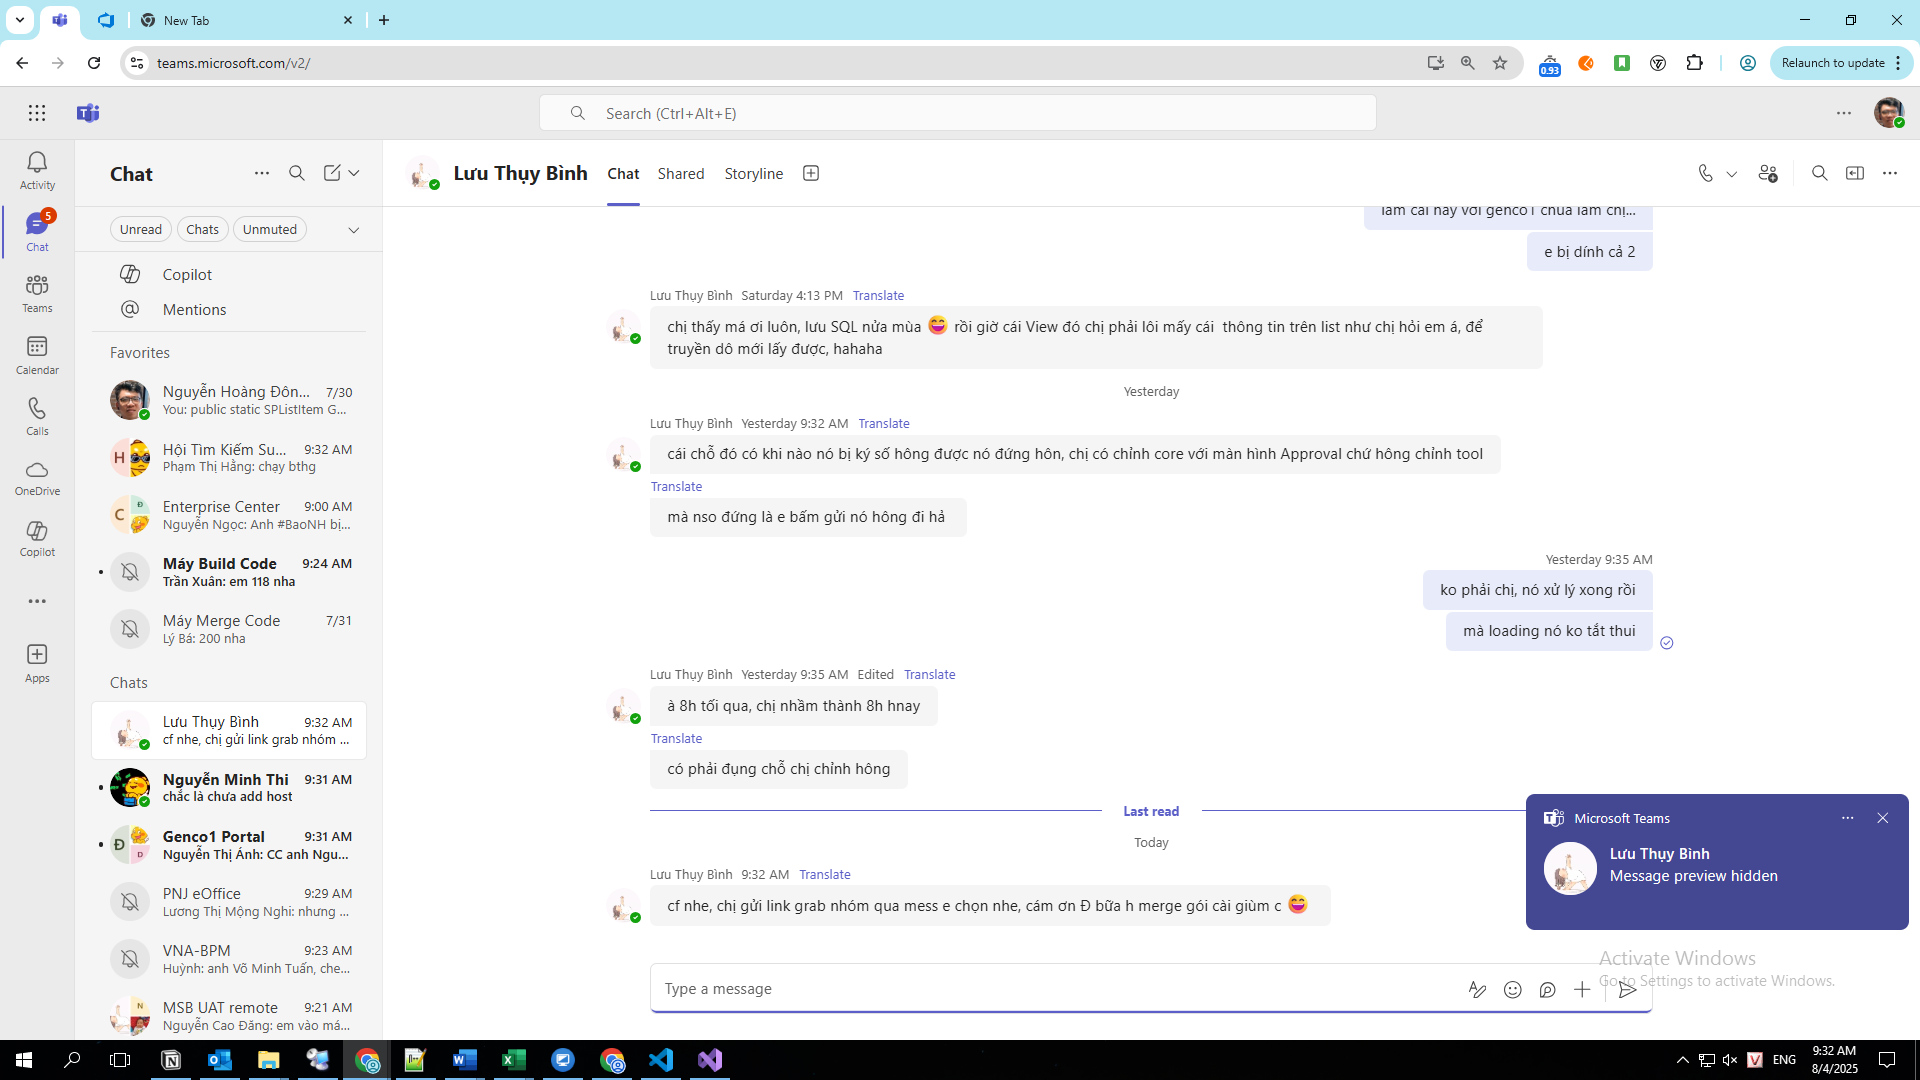 New Tab
teams.microsoft.com/v2/
0.93
Relaunch to update
Search (Ctrl+Alt+E)
Activity
5
Chat
Teams
Calendar
Calls
OneDrive
Copilot
Apps
Chat
Unread
Chats
Unmuted
Copilot
Mentions
Favorites
Nguyễn Hoàng Đôn... 7/30
You: public static SPListItem G...
H
Hội Tìm Kiếm Su... 9:32 AM
Phạm Thị Hằng: chạy bthg
C Đ
Enterprise Center 9:00 AM
Nguyễn Ngọc: Anh #BaoNH bị...
Máy Build Code 9:24 AM
Trần Xuân: em 118 nha
Máy Merge Code 7/31
Lý Bá: 200 nha
Chats
Lưu Thụy Bình 9:32 AM
cf nhe, chị gửi link grab nhóm ...
Nguyễn Minh Thi 9:31 AM
chắc là chưa add host
Đ D
Genco1 Portal 9:31 AM
Nguyễn Thị Ánh: CC anh Ngu...
PNJ eOffice 9:29 AM
Lương Thị Mộng Nghi: nhưng ...
VNA-BPM 9:23 AM
Huỳnh: anh Võ Minh Tuấn, che...
N
MSB UAT remote 9:21 AM
Nguyễn Cao Đăng: em vào má...
Lưu Thụy Bình
Chat
Shared
Storyline
làm cái này với genco1 chưa làm chị...
e bị dính cả 2
Lưu Thụy Bình Saturday 4:13 PM Translate
chị thấy má ơi luôn, lưu SQL nửa mùa 😄 rồi giờ cái View đó chị phải lôi mấy cái thông tin trên list như chị hỏi em á, để
truyền dô mới lấy được, hahaha
Yesterday
Lưu Thụy Bình Yesterday 9:32 AM Translate
cái chỗ đó có khi nào nó bị ký số hông được nó đứng hôn, chị có chỉnh core với màn hình Approval chứ hông chỉnh tool
Translate
mà nso đứng là e bấm gửi nó hông đi hả
Yesterday 9:35 AM
ko phải chị, nó xử lý xong rồi
mà loading nó ko tắt thui
Lưu Thụy Bình Yesterday 9:35 AM Edited Translate
à 8h tối qua, chị nhầm thành 8h hnay
Translate
có phải đụng chỗ chị chỉnh hông
Last read
Today
Lưu Thụy Bình 9:32 AM Translate
cf nhe, chị gửi link grab nhóm qua mess e chọn nhe, cám ơn Đ bữa h merge gói cài giùm c 😄
Type a message
Microsoft Teams
Lưu Thụy Bình
Message preview hidden
Activate Windows
Go to Settings to activate Windows.
ENG
9:32 AM
8/4/2025